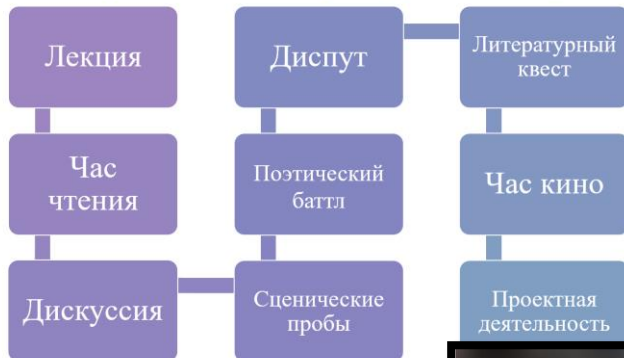 Лекция
Час
чтения
Дискуссия
Сценические
пробы
Поэтический
баттл
Диспут
Литературный
квест
Час кино
Проектная
деятельность